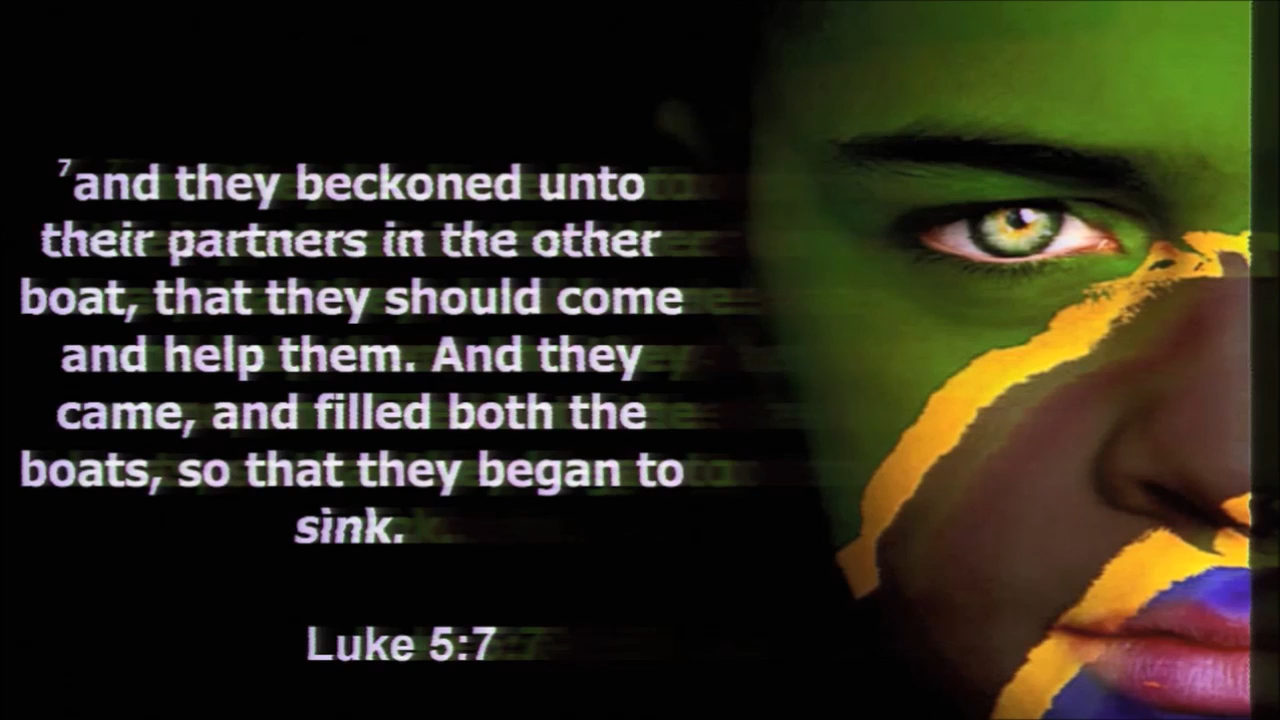 ⁷and they beckoned unto
their partners in the other
boat, that they should come
and help them. And they
came, and filled both the
boats, so that they began to
sink.
Luke 5:7